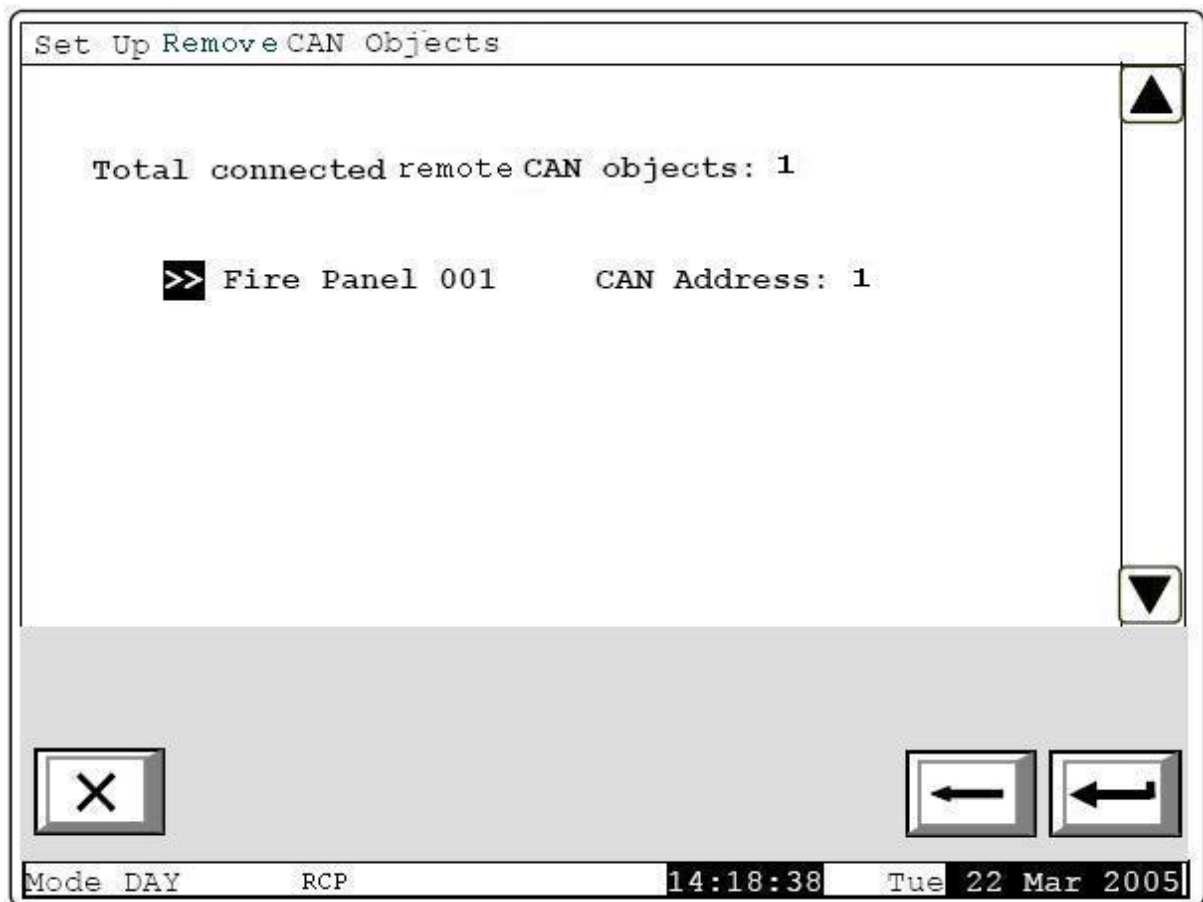 Set Up Remove CAN Objects
Total connected remote CAN objects: 1
>> Fire Panel 001 CAN Address: 1
Mode DAY RCP 14:18:38 Tue 22 Mar 2005